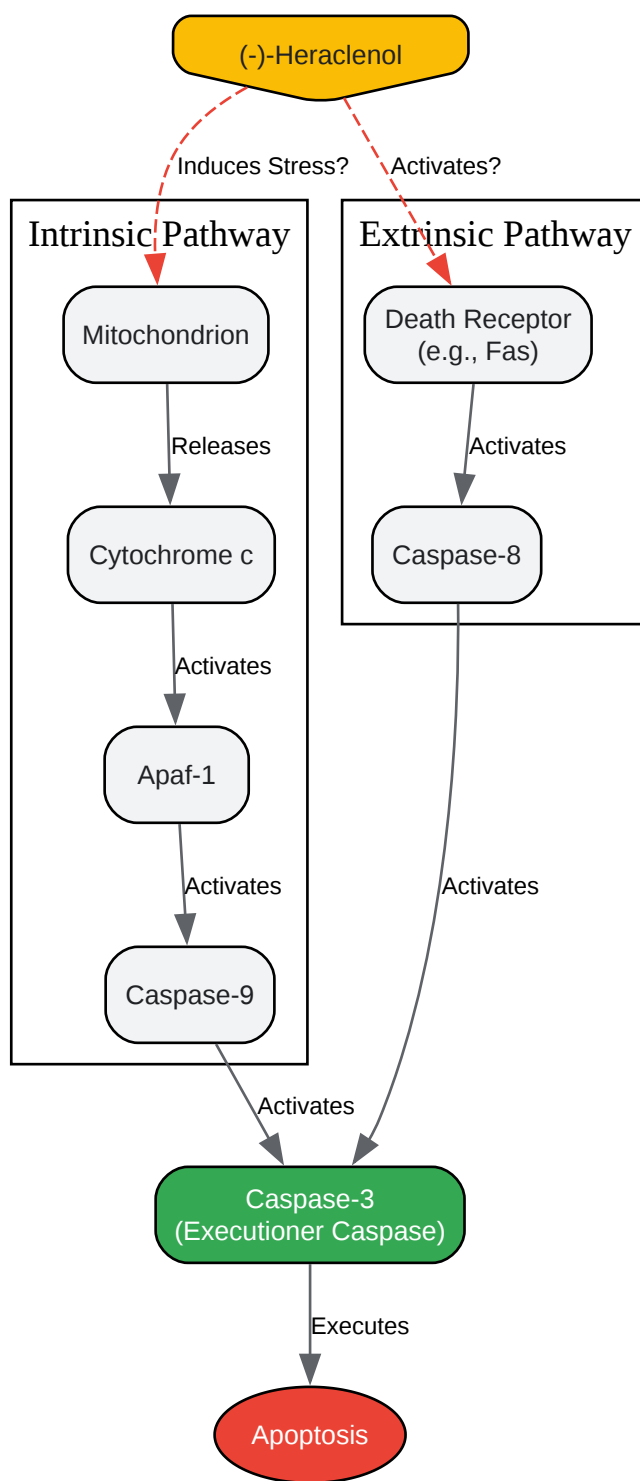 (-)-Heraclenol
Induces Stress?
Activates?
Intrinsic Pathway
Extrinsic Pathway
Mitochondrion
Death Receptor
(e.g., Fas)
Releases
Activates
Cytochrome c
Caspase-8
Activates
Apaf-1
Activates
Activates
Caspase-9
Activates
Caspase-3
(Executioner Caspase)
Executes
Apoptosis